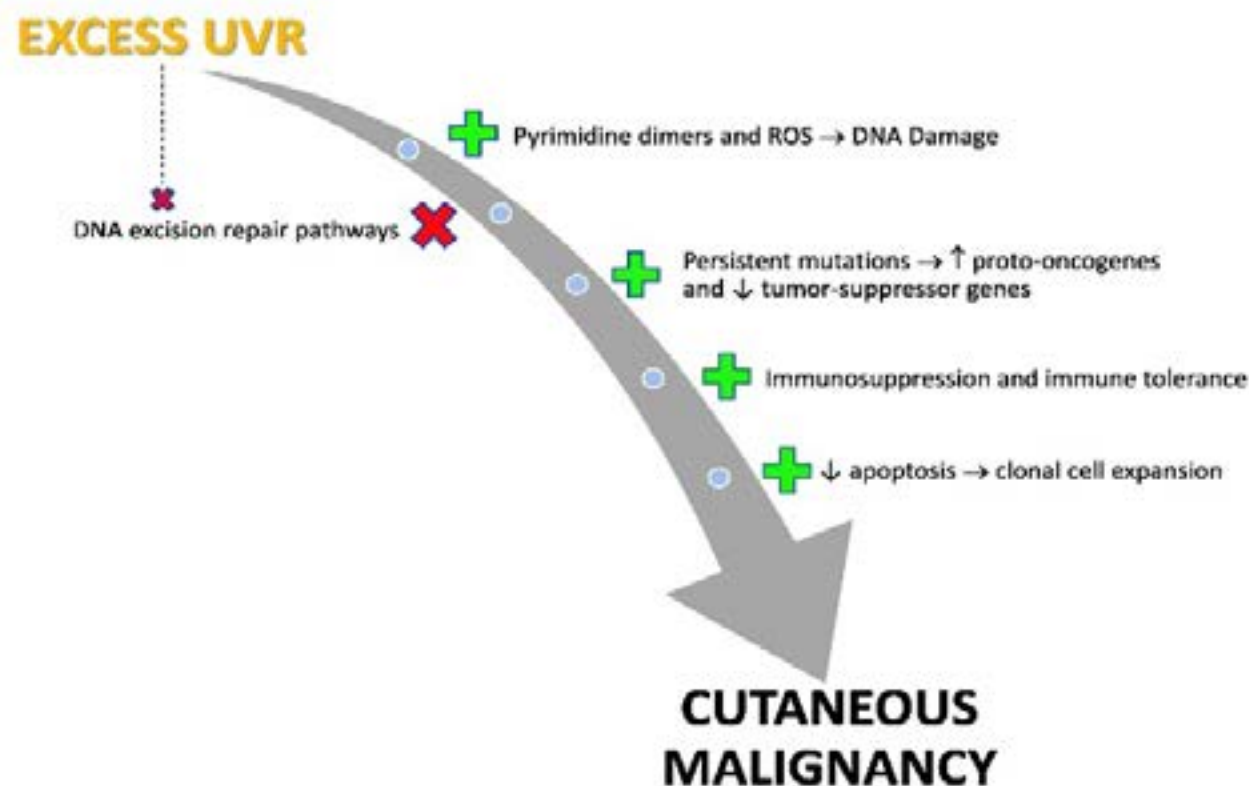 EXCESS UVR
Pyrimidine dimers and ROS → DNA Damage
DNA excision repair pathways
Persistent mutations → ↑ proto-oncogenes
and ↓ tumor-suppressor genes
Immunosuppression and immune tolerance
↓ apoptosis → clonal cell expansion
CUTANEOUS
MALIGNANCY